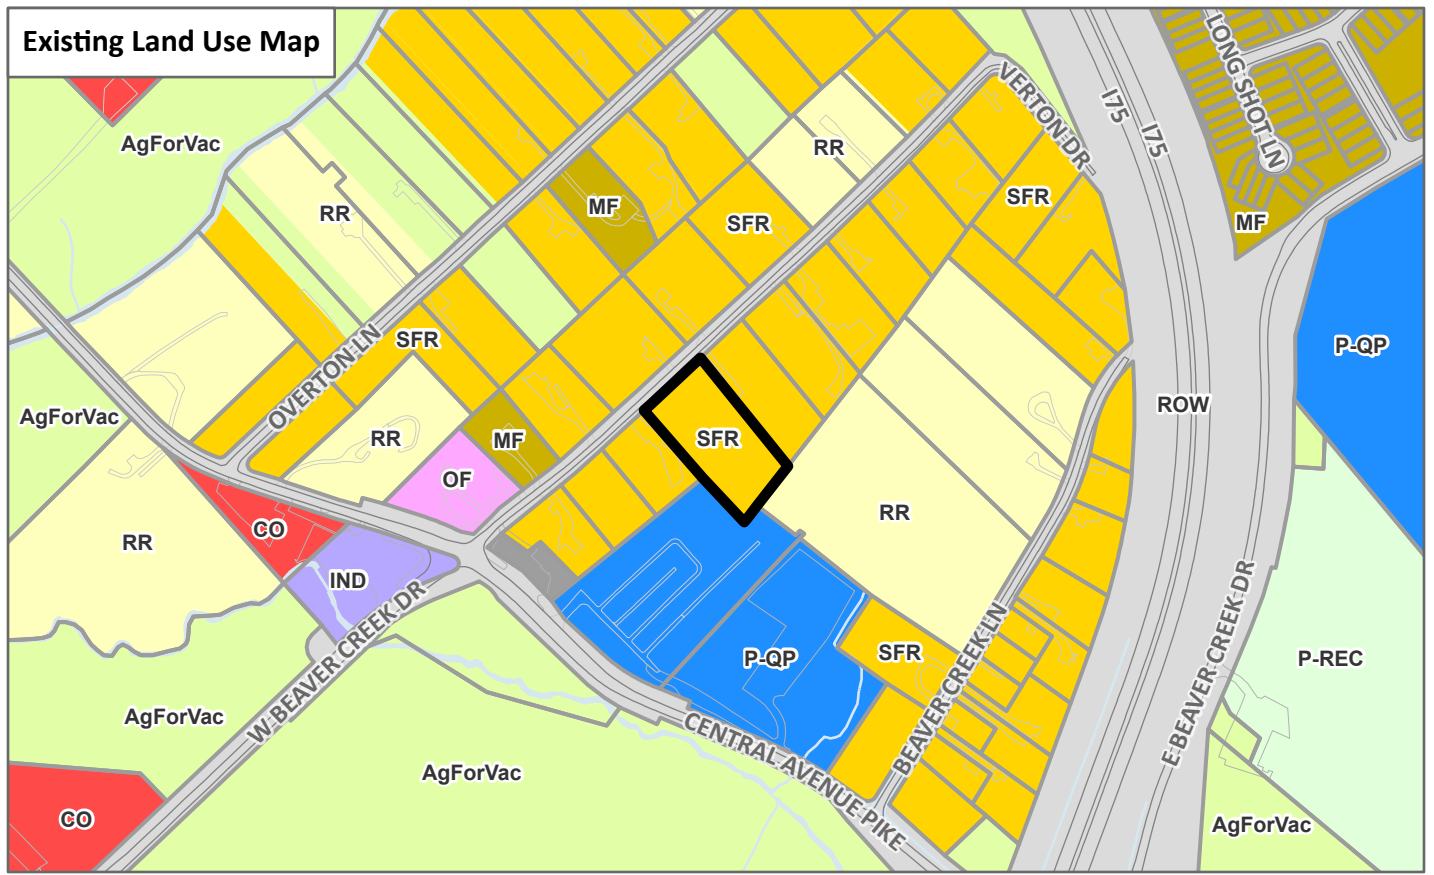 Existing Land Use Map
LONG SHOT LN
VERTON DR
I75
I75
AgForVac
RR
RR
MF
SFR
SFR
MF
OVERTON LN
SFR
P-QP
AgForVac
ROW
RR
MF
SFR
OF
CO
RR
RR
IND
W BEAVER CREEK DR
BEAVER CREEK LN
E BEAVER CREEK DR
P-QP
SFR
P-REC
AgForVac
CENTRAL AVENUE PIKE
AgForVac
CO
AgForVac